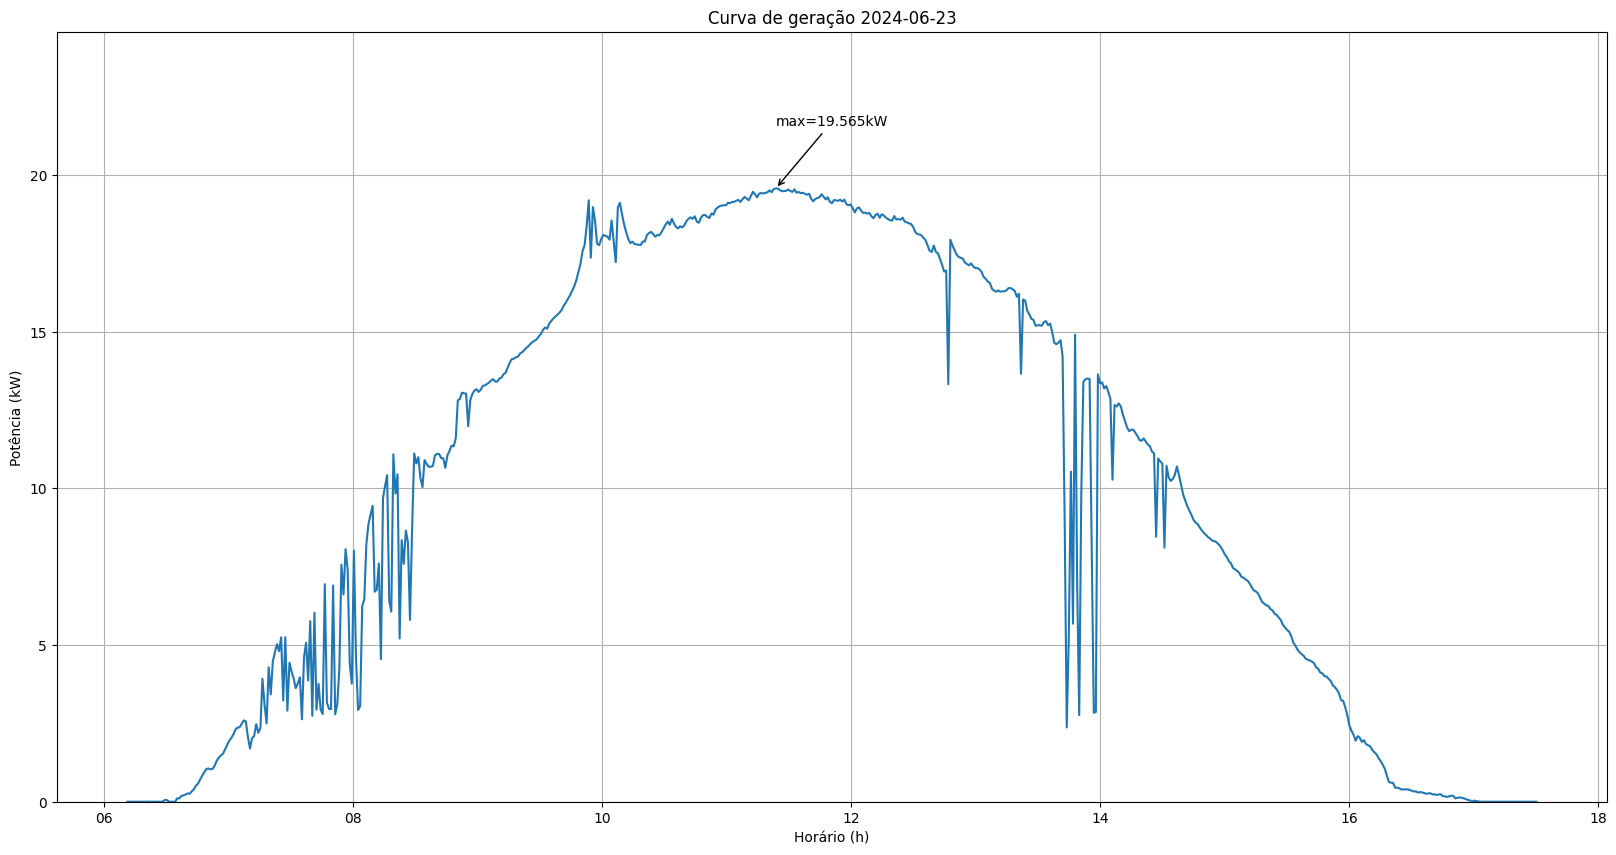 Curva de geração 2024-06-23
max=19.565kW
Potência (kW)
20
15
10
5
0
06 08 10 12 14 16 18
Horário (h)